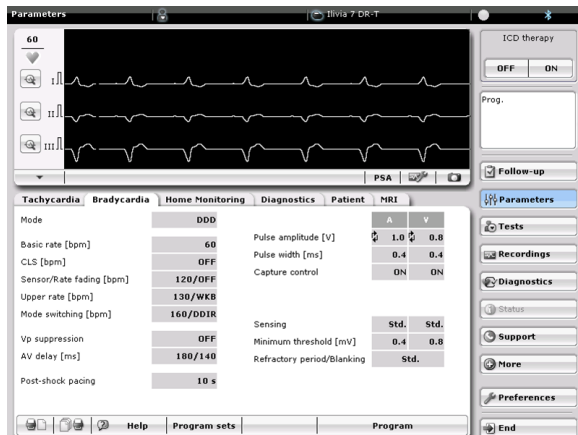 Parameters
Ilivia 7 DR-T
60
I
II
III
PSA
ICD therapy
OFF ON
Prog.
Follow-up
Parameters
Tests
Recordings
Diagnostics
Status
Support
More
Preferences
End
Tachycardia Bradycardia Home Monitoring Diagnostics Patient MRI
Mode DDD
Basic rate [bpm] 60
CLS [bpm] OFF
Sensor/Rate fading [bpm] 120/OFF
Upper rate [bpm] 130/WKB
Mode switching [bpm] 160/DDIR
Vp suppression OFF
AV delay [ms] 180/140
Post-shock pacing 10 s
A V
Pulse amplitude [V] 1.0 0.8
Pulse width [ms] 0.4 0.4
Capture control ON ON
Sensing Std. Std.
Minimum threshold [mV] 0.4 0.8
Refractory period/Blanking Std.
Help Program sets Program